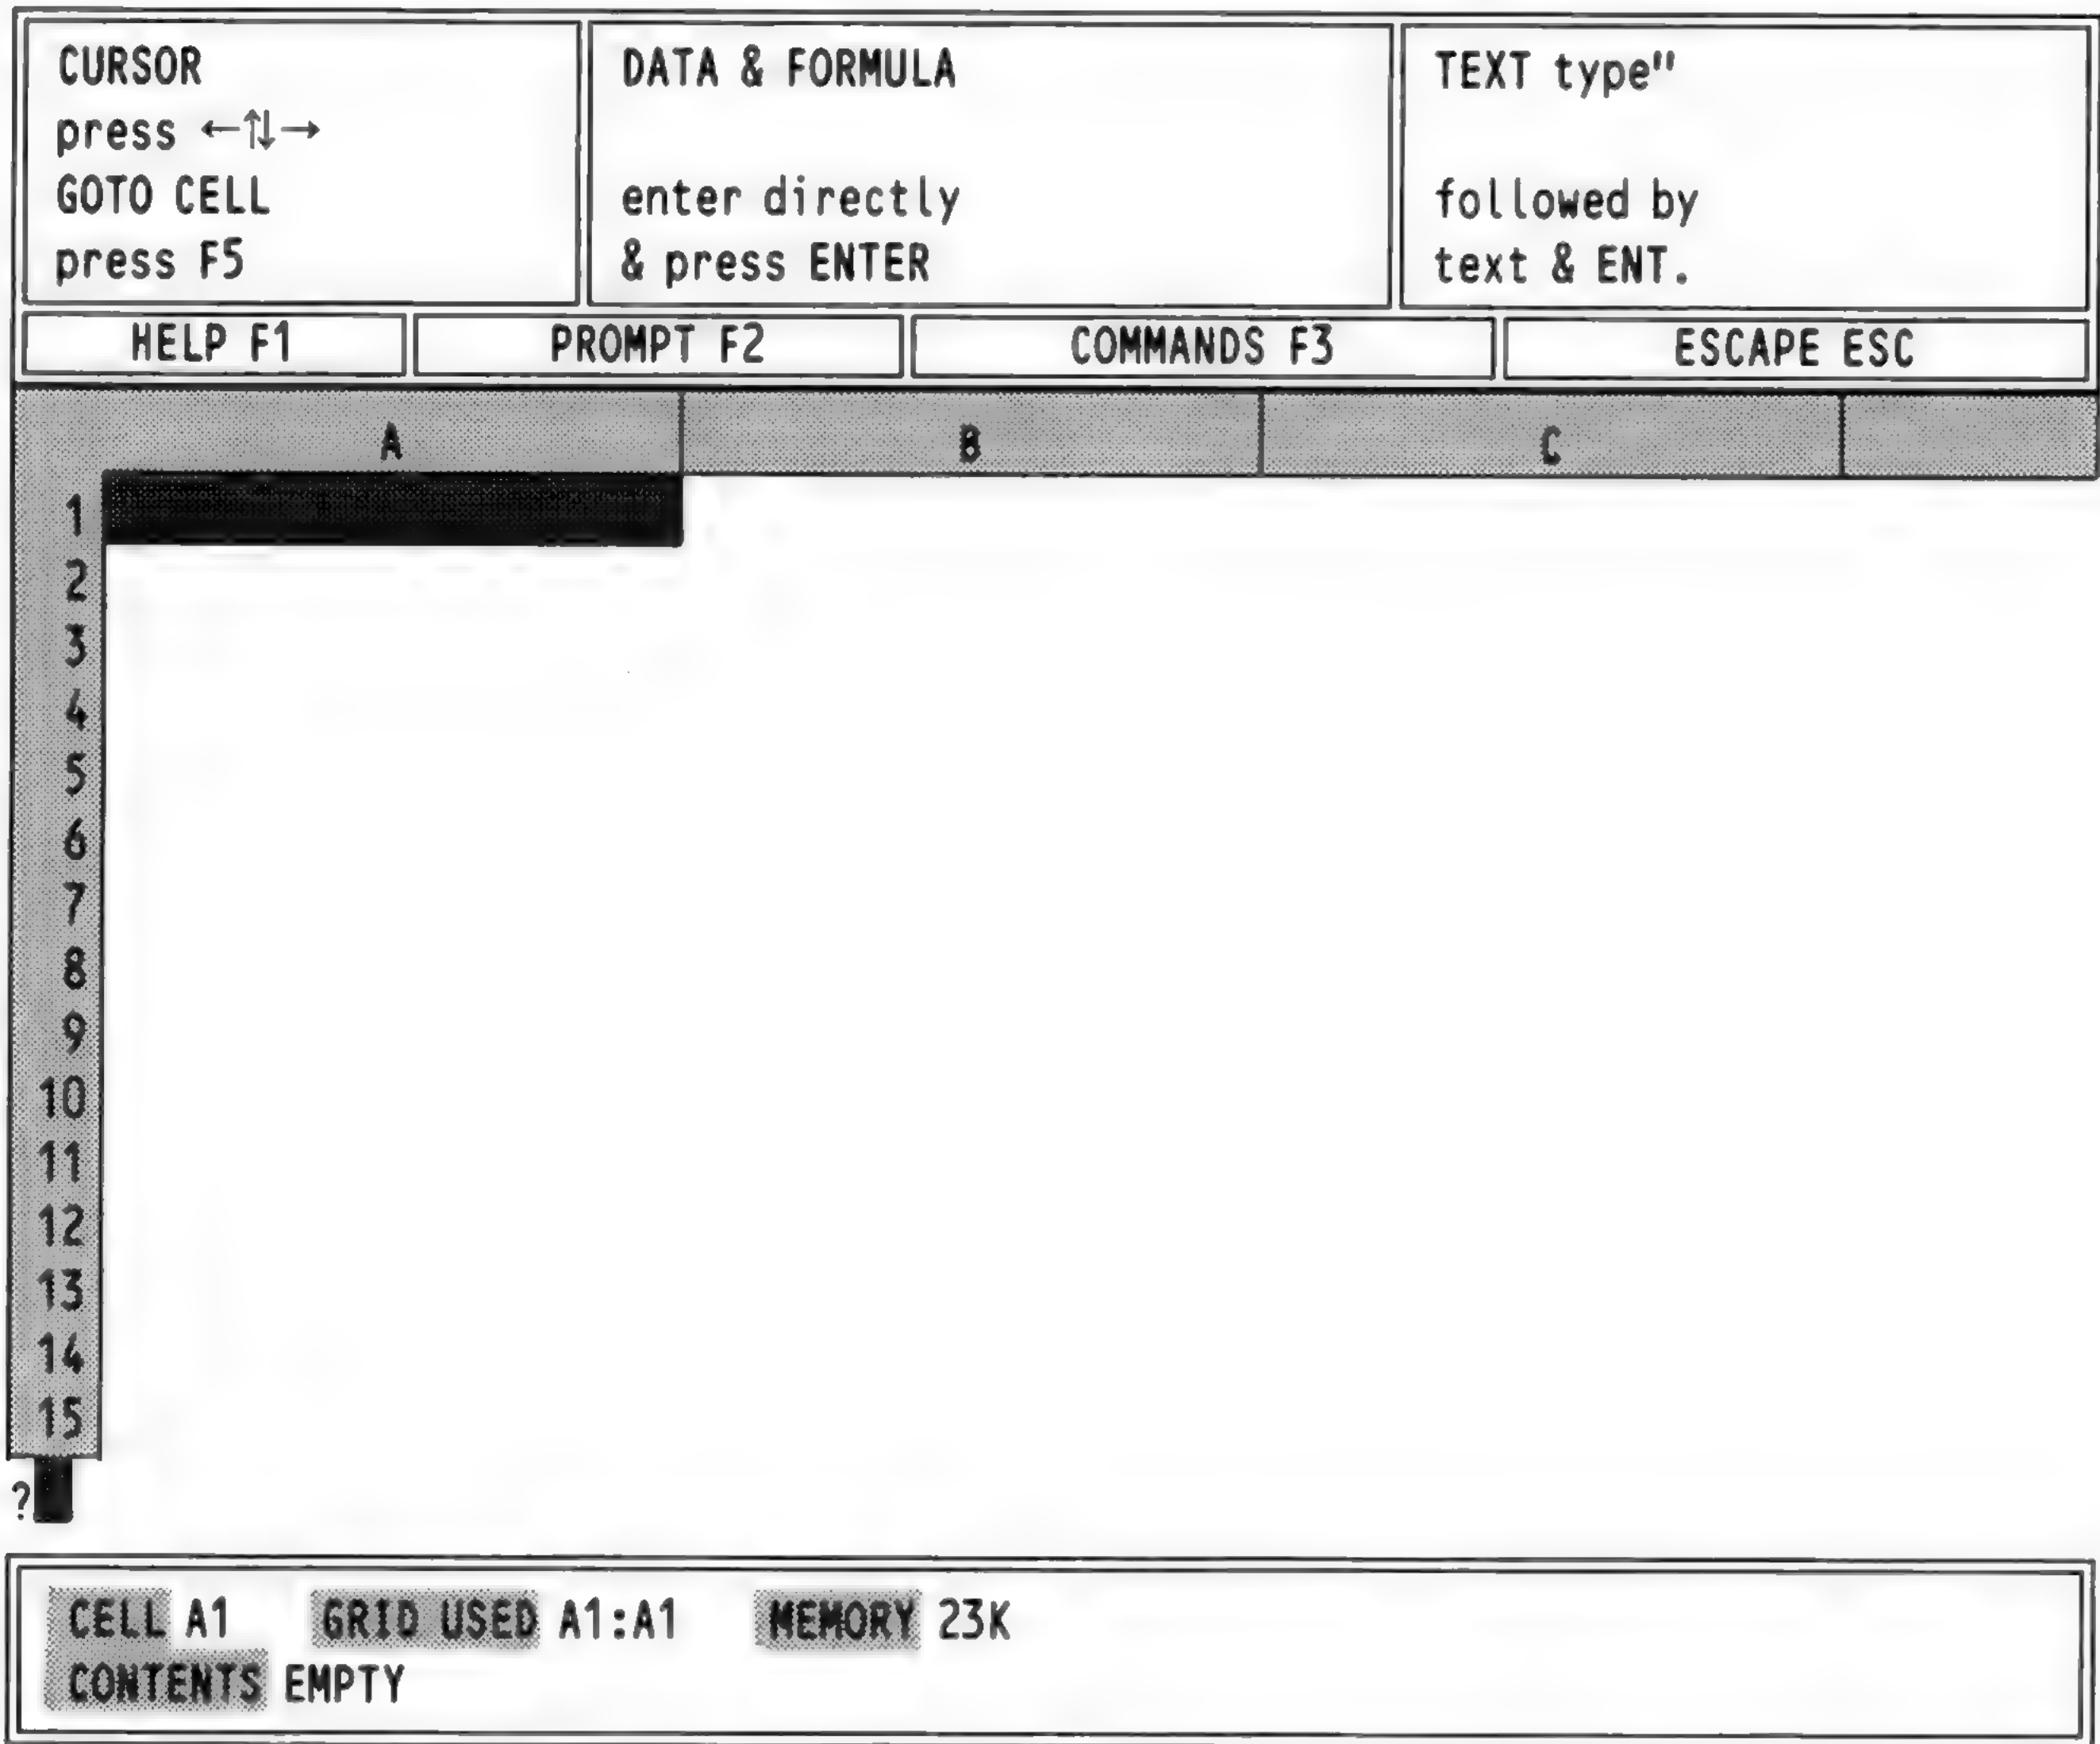 CURSOR
press ←↑↓→
GOTO CELL
press F5
DATA & FORMULA
enter directly
& press ENTER
TEXT type"
followed by
text & ENT.
HELP F1
PROMPT F2
COMMANDS F3
ESCAPE ESC
A B C
1
2
3
4
5
6
7
8
9
10
11
12
13
14
15
?
CELL A1 GRID USED A1:A1 MEMORY 23K
CONTENTS EMPTY